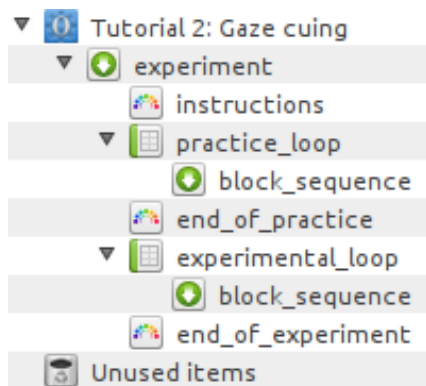 Tutorial 2: Gaze cuing
experiment
instructions
practice_loop
block_sequence
end_of_practice
experimental_loop
block_sequence
end_of_experiment
Unused items